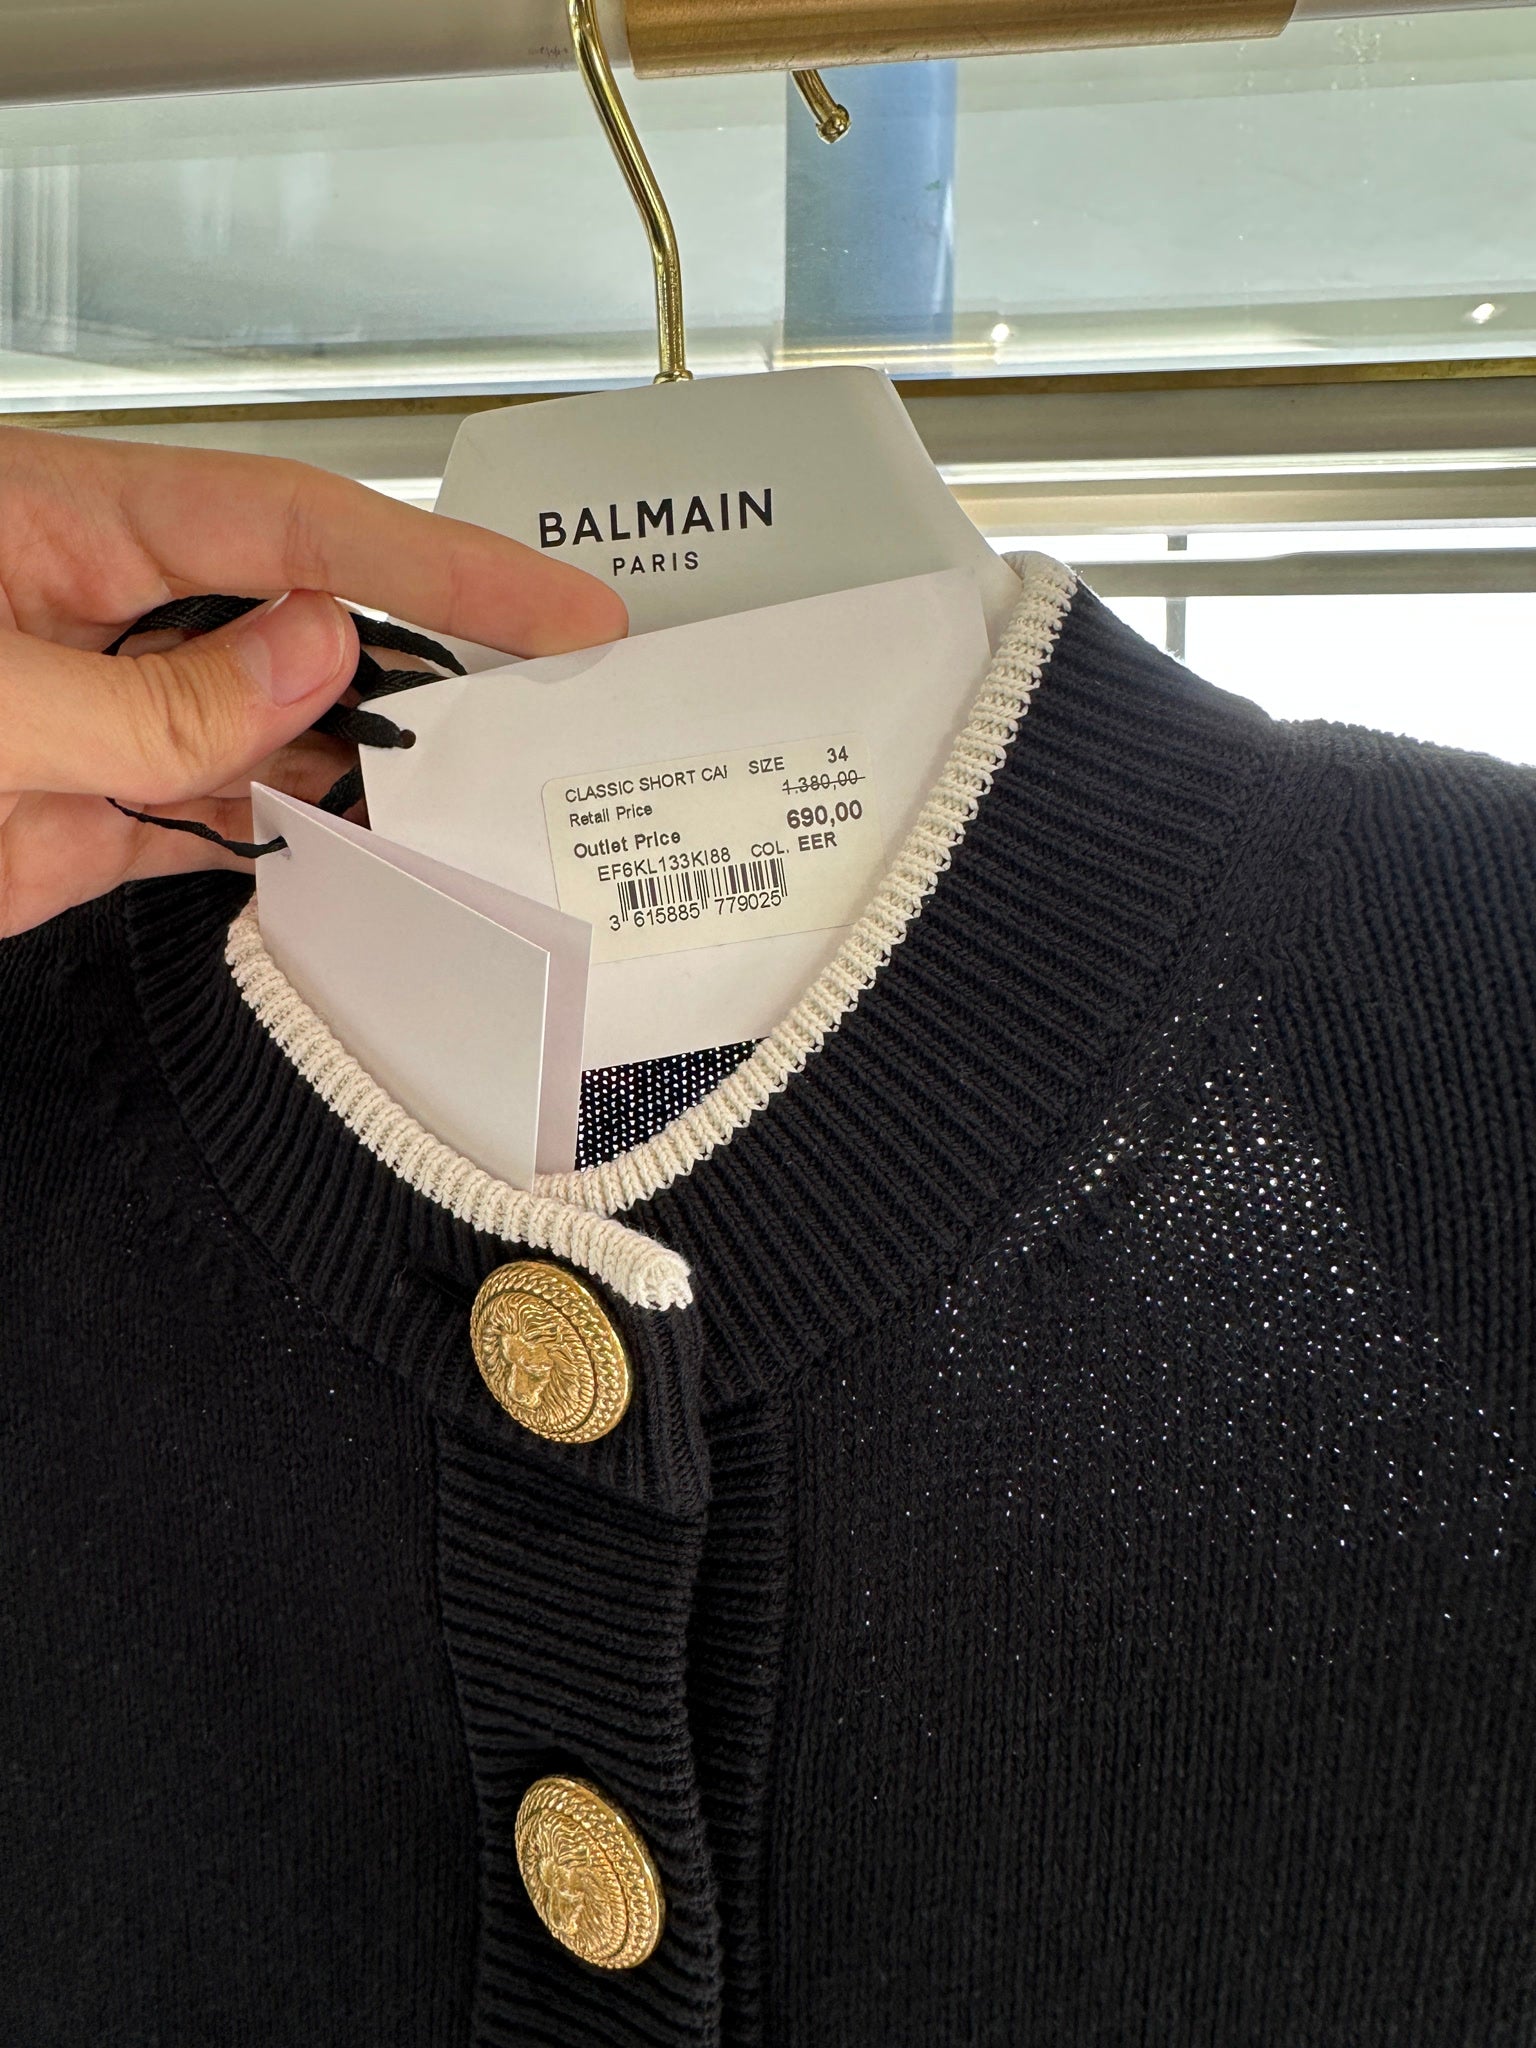 BALMAIN
PARIS
CLASSIC SHORT CAI SIZE 34
Retail Price 1.380,00
Outlet Price 690,00
EF6KL133KI88 COL. EER
3 615885 779025